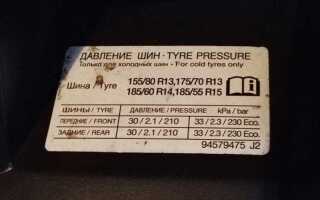 ДАВЛЕНИЕ ШИН - TYRE PRESSURE
Только для холодных шин - For cold tyres only
Шина / Tyre 155/80 R13,175/70 R13
185/60 R14,185/55 R15
ШИНЫ / TYRE ДАВЛЕНИЕ / PRESSURE kPa / bar
ПЕРЕДНИЕ / FRONT 30 / 2.1 / 210 33 / 2.3 / 230 Eco.
ЗАДНИЕ / REAR 30 / 2.1 / 210 33 / 2.3 / 230 Eco.
94579475 J2